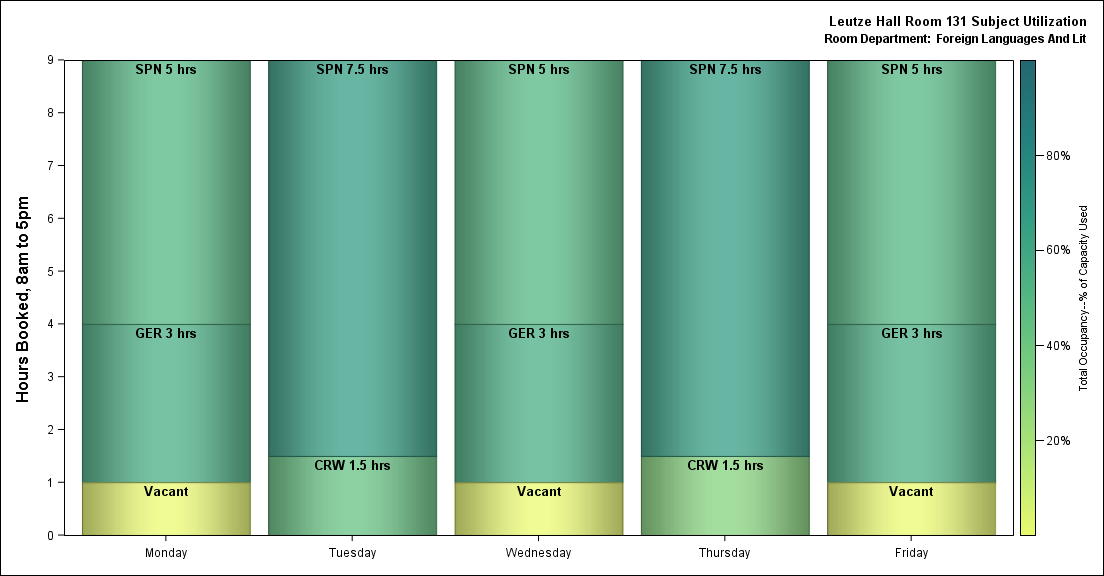 Leutze Hall Room 131 Subject Utilization
Room Department: Foreign Languages And Lit
Hours Booked, 8am to 5pm
9
8
7
6
5
4
3
2
1
0
SPN 5 hrs
GER 3 hrs
Vacant
SPN 7.5 hrs
CRW 1.5 hrs
SPN 5 hrs
GER 3 hrs
Vacant
SPN 7.5 hrs
CRW 1.5 hrs
SPN 5 hrs
GER 3 hrs
Vacant
Monday
Tuesday
Wednesday
Thursday
Friday
80%
60%
40%
20%
Total Occupancy--% of Capacity Used